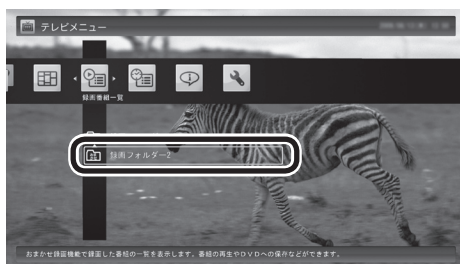 テレビメニュー
録画番組一覧
録画フォルダー2
おまかせ録画機能で録画した番組の一覧を表示します。番組の再生やDVDへの保存などができます。